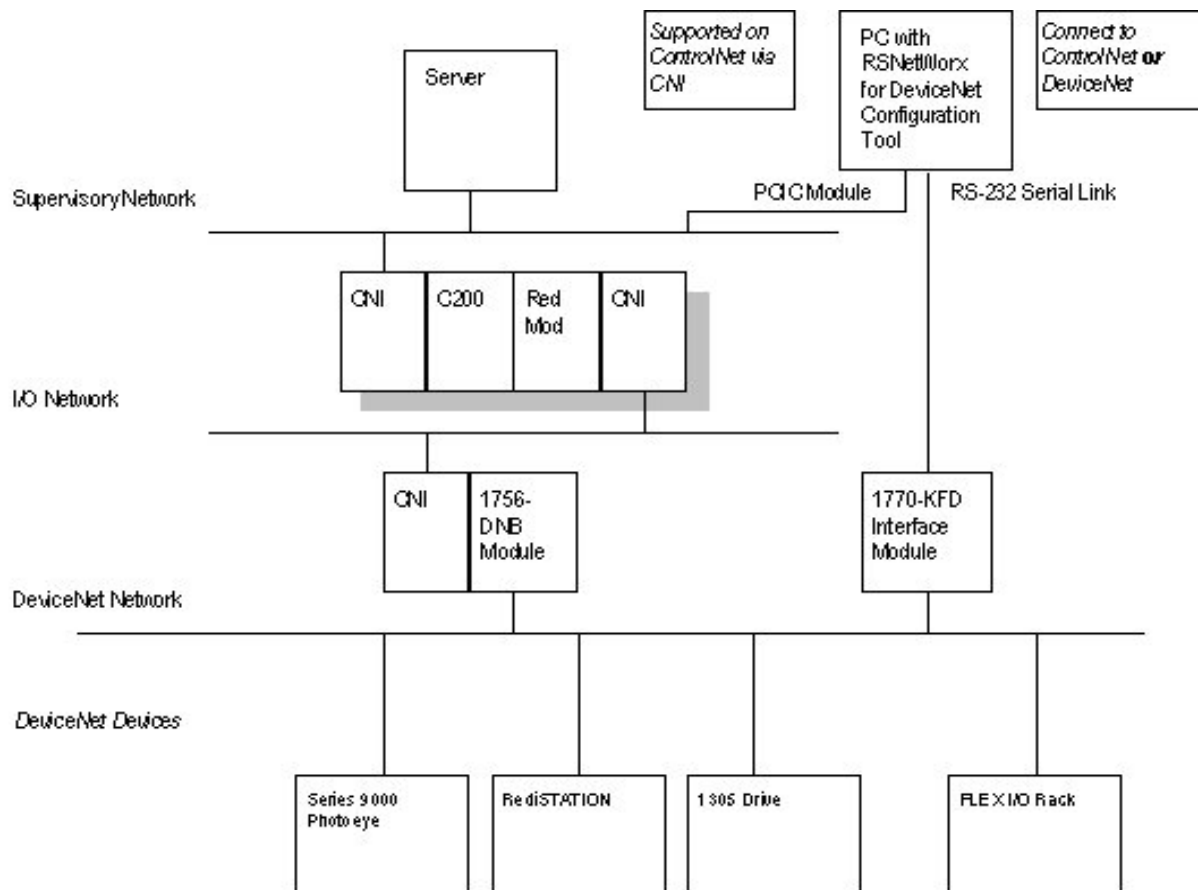 Supported on
ControlNet via
CNI
PC with
RSNetWorx
for DeviceNet
Configuration
Tool
Connect to
ControlNet or
DeviceNet
Server
Supervisory Network
PCIC Module
RS-232 Serial Link
CNI
C200
Red
Mod
CNI
I/O Network
CNI
1756-
DNB
Module
1770-KFD
Interface
Module
DeviceNet Network
DeviceNet Devices
Series 9000
Photoeye
RediSTATION
1305 Drive
FLEX I/O Rack